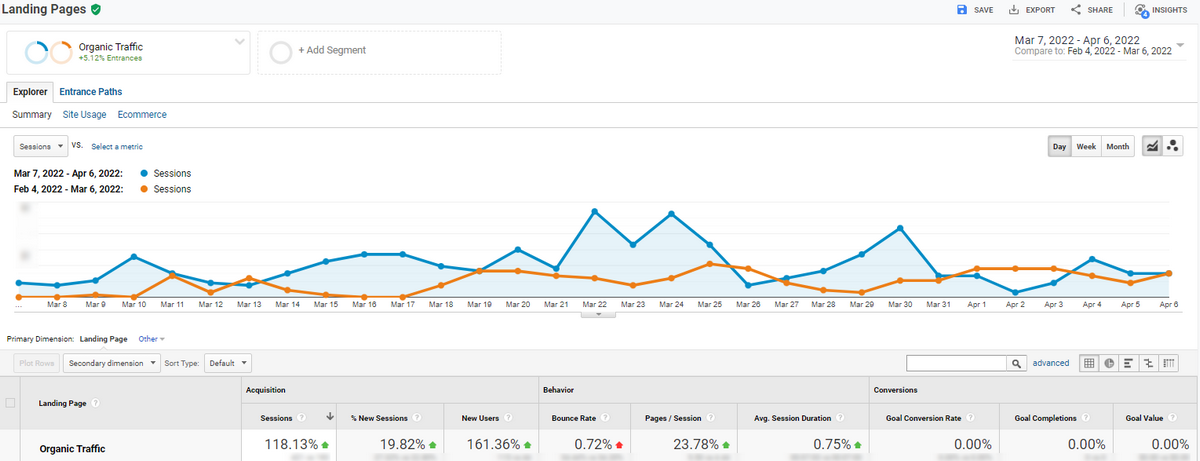 Landing Pages
SAVE EXPORT SHARE 4 INSIGHTS
Organic Traffic
+5.12% Entrances
+ Add Segment
Mar 7, 2022 - Apr 6, 2022
Compare to: Feb 4, 2022 - Mar 6, 2022
Explorer Entrance Paths
Summary Site Usage Ecommerce
Sessions VS. Select a metric
Day Week Month
Mar 7, 2022 - Apr 6, 2022: Sessions
Feb 4, 2022 - Mar 6, 2022: Sessions
... Mar 8 Mar 9 Mar 10 Mar 11 Mar 12 Mar 13 Mar 14 Mar 15 Mar 16 Mar 17 Mar 18 Mar 19 Mar 20 Mar 21 Mar 22 Mar 23 Mar 24 Mar 25 Mar 26 Mar 27 Mar 28 Mar 29 Mar 30 Mar 31 Apr 1 Apr 2 Apr 3 Apr 4 Apr 5 Apr 6
Primary Dimension: Landing Page Other
Plot Rows Secondary dimension Sort Type: Default advanced
Acquisition Behavior Conversions
Landing Page ?
Sessions ? % New Sessions ? New Users ? Bounce Rate ? Pages / Session ? Avg. Session Duration ? Goal Conversion Rate ? Goal Completions ? Goal Value ?
Organic Traffic 118.13% 19.82% 161.36% 0.72% 23.78% 0.75% 0.00% 0.00% 0.00%